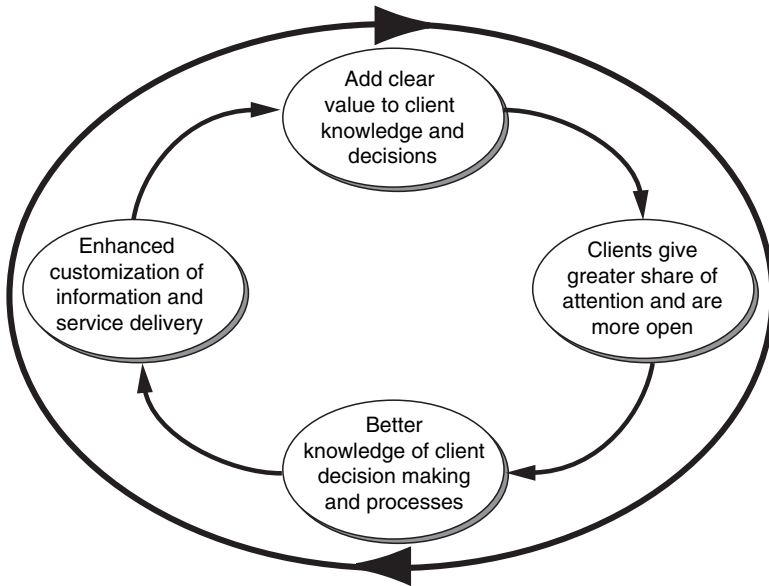 Add clear
value to client
knowledge and
decisions
Clients give
greater share of
attention and are
more open
Better
knowledge of client
decision making
and processes
Enhanced
customization of
information and
service delivery